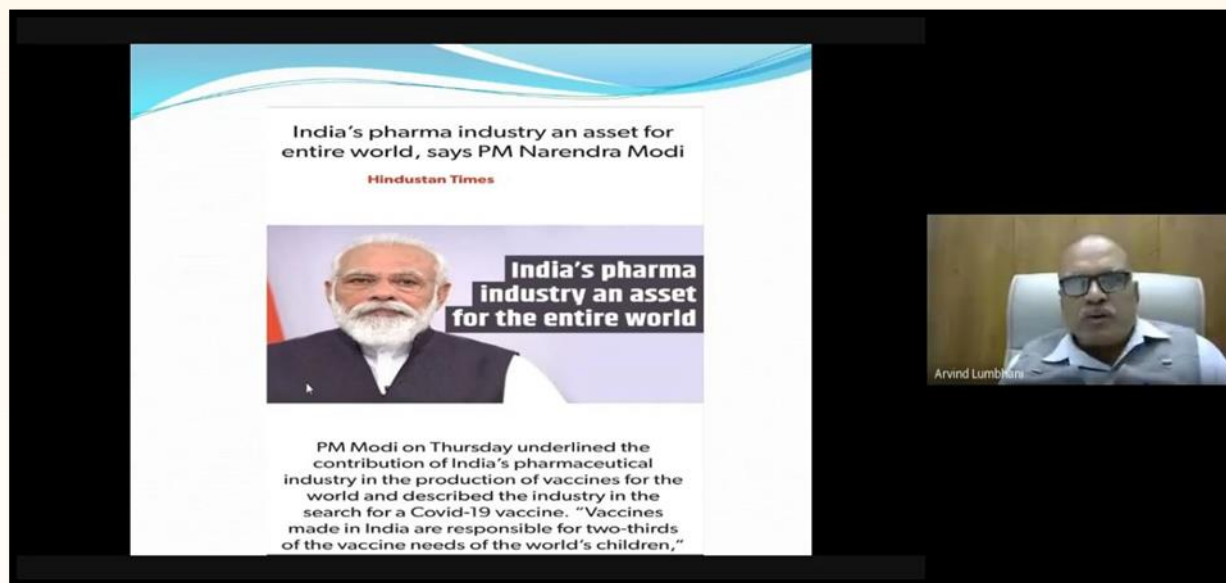 India's pharma industry an asset for
entire world, says PM Narendra Modi
Hindustan Times
India's pharma
industry an asset
for the entire world
PM Modi on Thursday underlined the
contribution of India's pharmaceutical
industry in the production of vaccines for the
world and described the industry in the
search for a Covid-19 vaccine. "Vaccines
made in India are responsible for two-thirds
of the vaccine needs of the world's children,"
Arvind Lumbhani